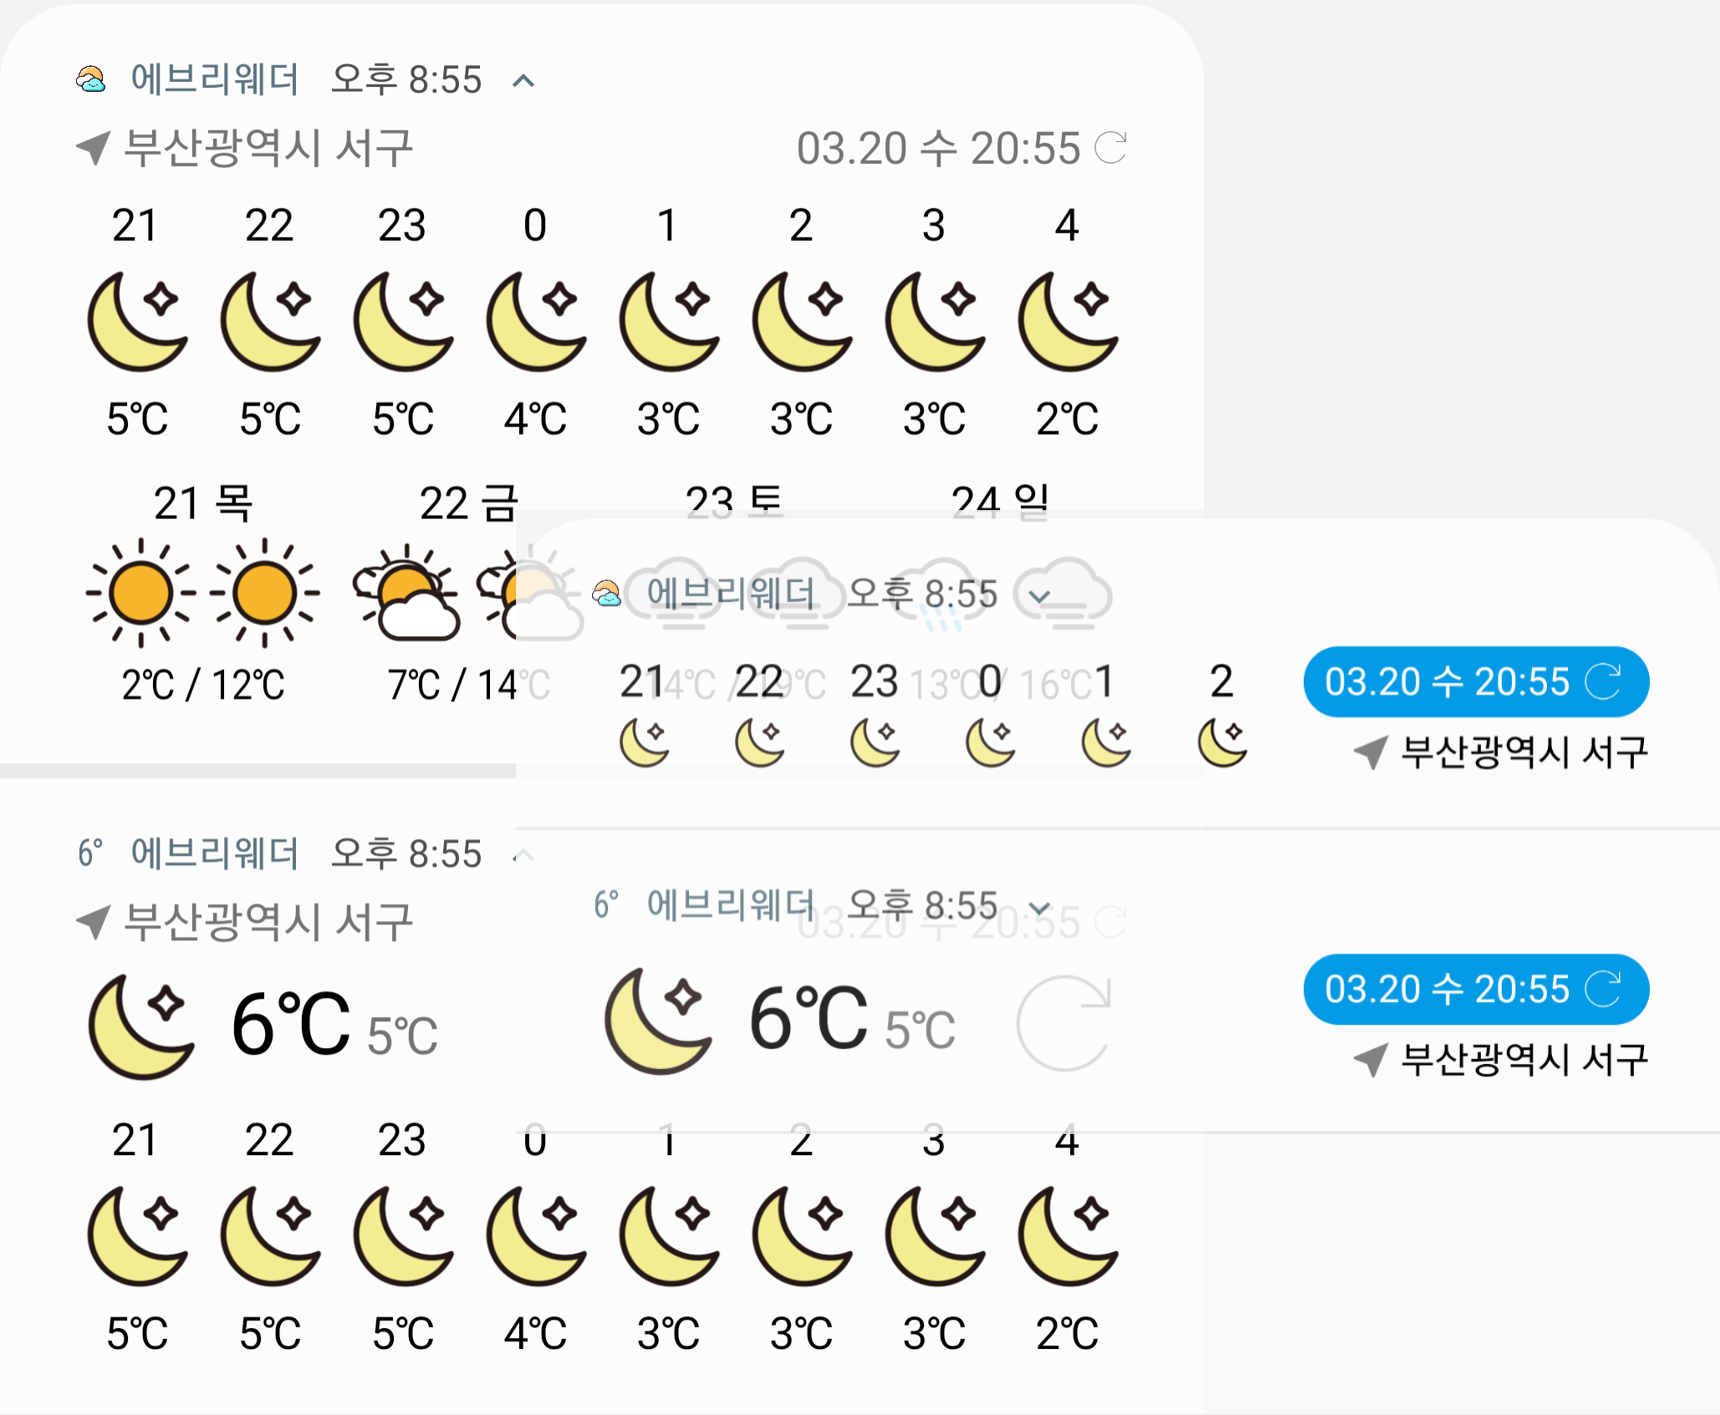 에브리웨더 오후 8:55
부산광역시 서구 03.20 수 20:55
21 22 23 0 1 2 3 4
5℃ 5℃ 5℃ 4℃ 3℃ 3℃ 3℃ 2℃
21 목 22 금 23 토 24 일
2℃ / 12℃ 7℃ / 14℃ 14℃ / 19℃ 13℃ / 16℃
에브리웨더 오후 8:55
21 22 23 0 1 2
03.20 수 20:55
부산광역시 서구
6° 에브리웨더 오후 8:55
부산광역시 서구 03.20 수 20:55
6℃ 5℃
6° 에브리웨더 오후 8:55
6℃ 5℃
03.20 수 20:55
부산광역시 서구
21 22 23 0 1 2 3 4
5℃ 5℃ 5℃ 4℃ 3℃ 3℃ 3℃ 2℃